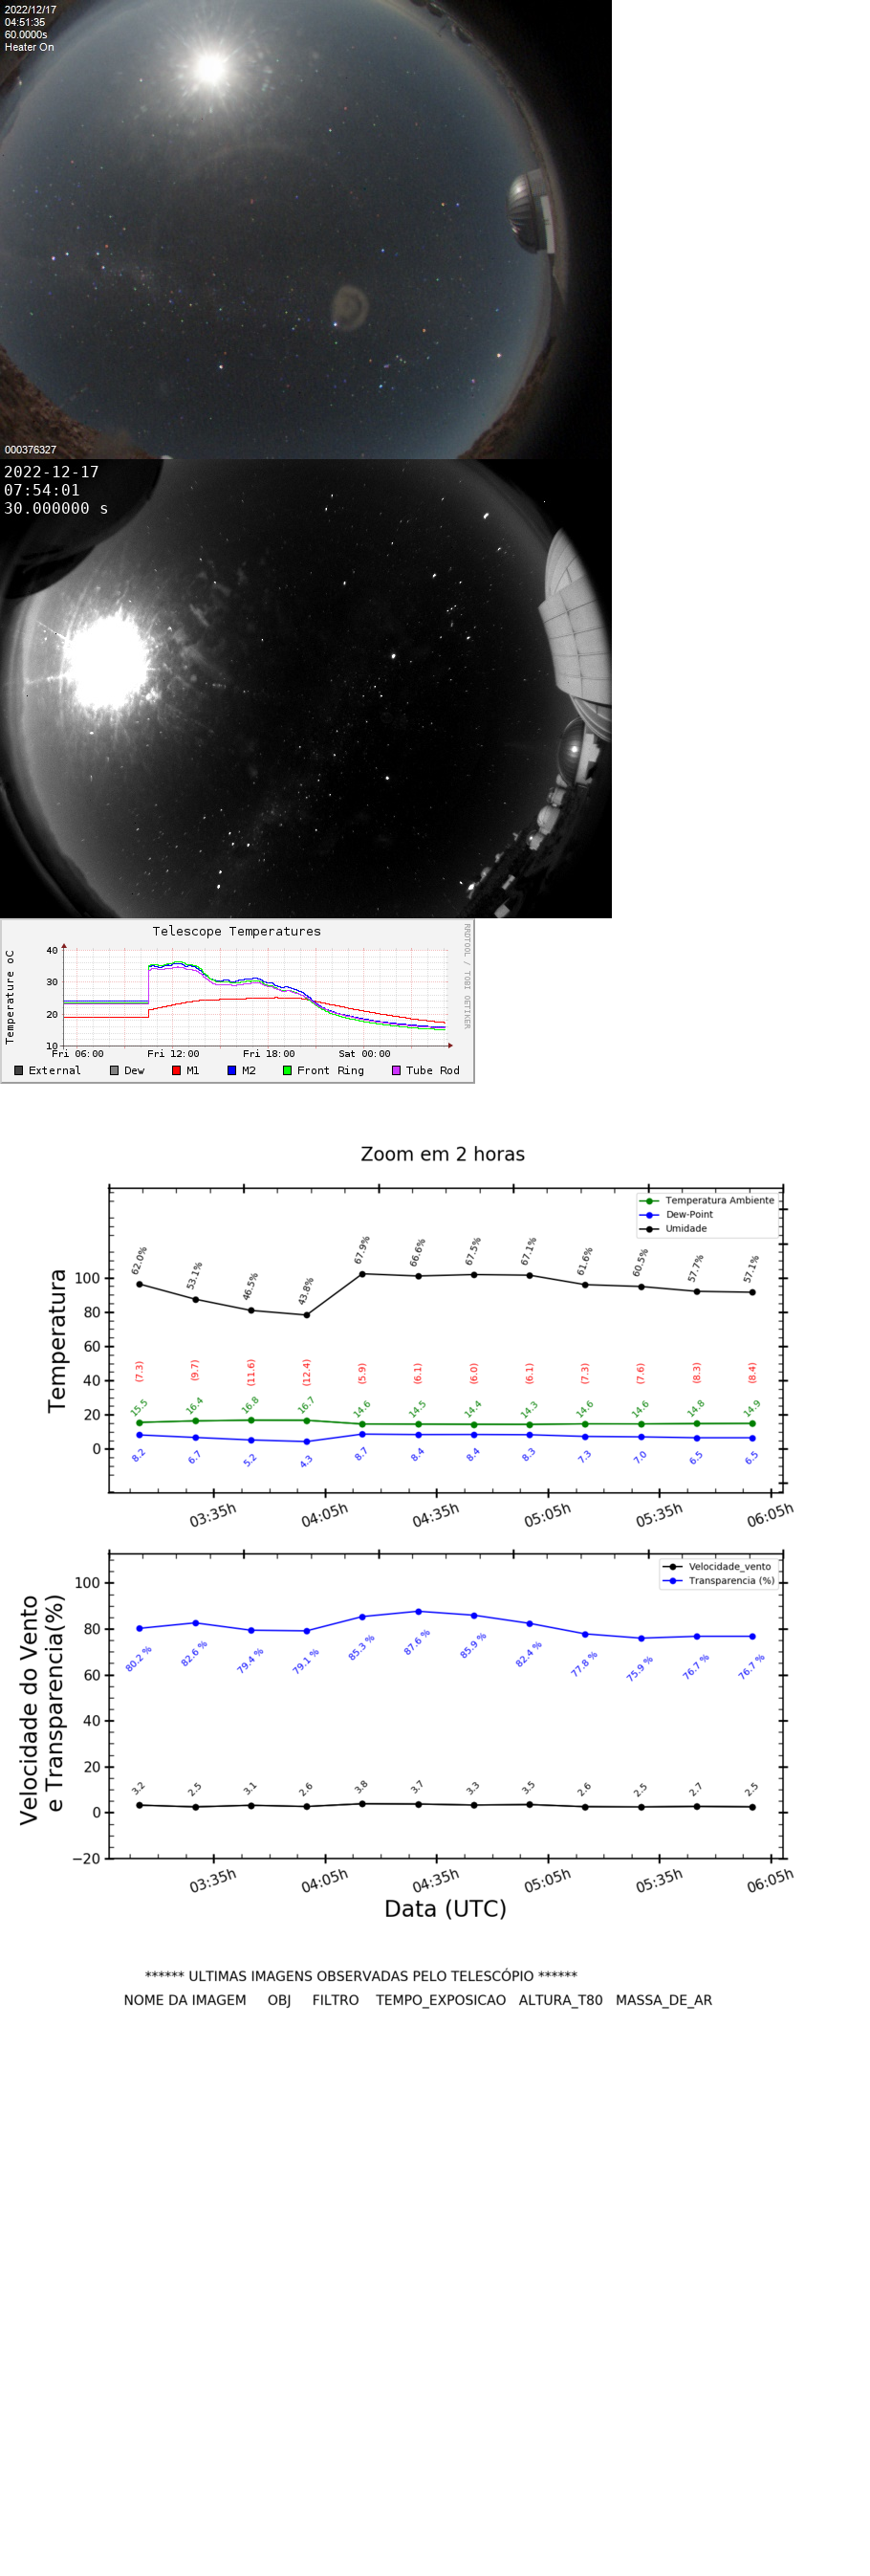 2022/12/17
04:51:35
60.0000s
Heater On
000376327
2022-12-17
07:54:01
30.000000 s
Telescope Temperatures
RRDTOOL / TOBI OETIKER
Temperature oC
40
30
20
10
Fri 06:00 Fri 12:00 Fri 18:00 Sat 00:00
External Dew M1 M2 Front Ring Tube Rod
Zoom em 2 horas
Temperatura
Temperatura Ambiente
Dew-Point
Umidade
100
80
60
40
20
0
62.0% 53.1% 46.5% 43.8% 67.9% 66.6% 67.5% 67.1% 61.6% 60.5% 57.7% 57.1%
(7.3) (9.7) (11.6) (12.4) (5.9) (6.1) (6.0) (6.1) (7.3) (7.6) (8.3) (8.4)
15.5 16.4 16.8 16.7 14.6 14.5 14.4 14.3 14.6 14.6 14.8 14.9
8.2 6.7 5.2 4.3 8.7 8.4 8.4 8.3 7.3 7.0 6.5 6.5
03:35h 04:05h 04:35h 05:05h 05:35h 06:05h
Velocidade do Vento
e Transparencia(%)
Velocidade_vento
Transparencia (%)
100
80
60
40
20
0
−20
80.2 % 82.6 % 79.4 % 79.1 % 85.3 % 87.6 % 85.9 % 82.4 % 77.8 % 75.9 % 76.7 % 76.7 %
3.2 2.5 3.1 2.6 3.8 3.7 3.3 3.5 2.6 2.5 2.7 2.5
03:35h 04:05h 04:35h 05:05h 05:35h 06:05h
Data (UTC)
****** ULTIMAS IMAGENS OBSERVADAS PELO TELESCÓPIO ******
NOME DA IMAGEM OBJ FILTRO TEMPO_EXPOSICAO ALTURA_T80 MASSA_DE_AR